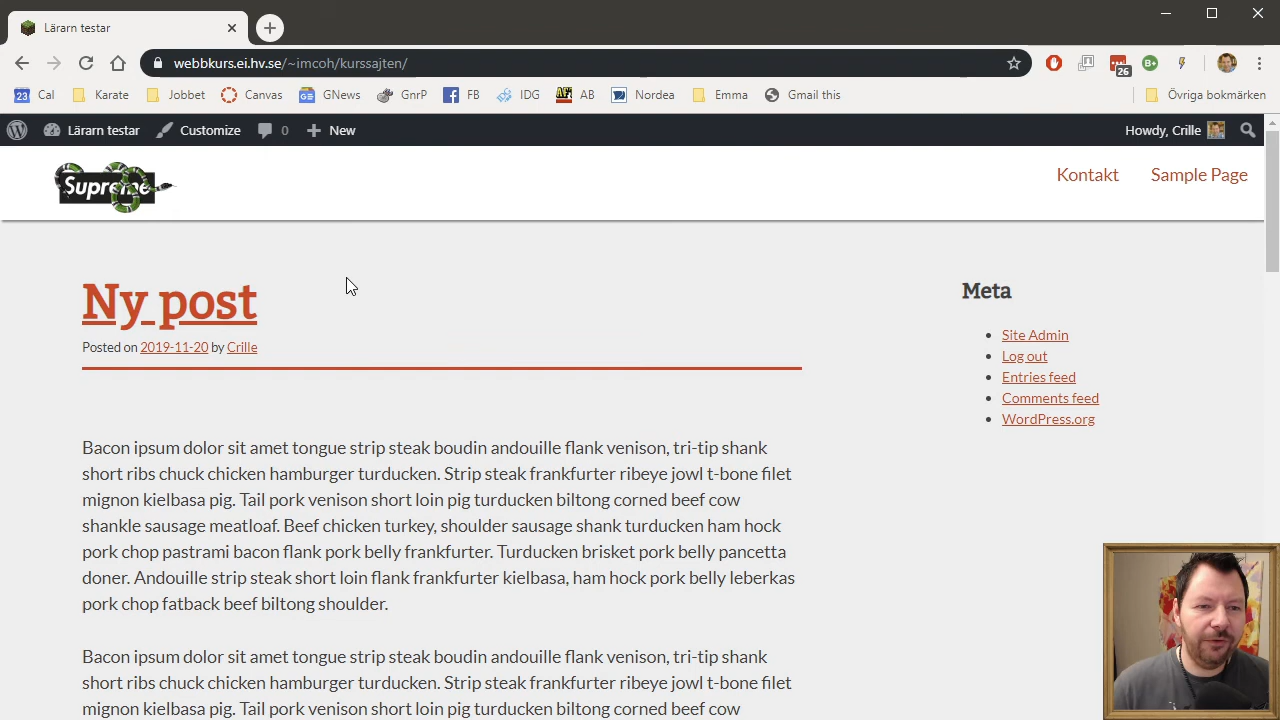 Lärarn testar
webbkurs.ei.hv.se/~imcoh/kurssajten/
26
B+
23 Cal
Karate
Jobbet
Canvas
GNews
GnrP
FB
IDG
AB
Nordea
Emma
Gmail this
Övriga bokmärken
Lärarn testar
Customize
0
New
Howdy, Crille
Supreme
Kontakt
Sample Page
Ny post
Posted on 2019-11-20 by Crille
Bacon ipsum dolor sit amet tongue strip steak boudin andouille flank venison, tri-tip shank
short ribs chuck chicken hamburger turducken. Strip steak frankfurter ribeye jowl t-bone filet
mignon kielbasa pig. Tail pork venison short loin pig turducken biltong corned beef cow
shankle sausage meatloaf. Beef chicken turkey, shoulder sausage shank turducken ham hock
pork chop pastrami bacon flank pork belly frankfurter. Turducken brisket pork belly pancetta
doner. Andouille strip steak short loin flank frankfurter kielbasa, ham hock pork belly leberkas
pork chop fatback beef biltong shoulder.
Bacon ipsum dolor sit amet tongue strip steak boudin andouille flank venison, tri-tip shank
short ribs chuck chicken hamburger turducken. Strip steak frankfurter ribeye jowl t-bone filet
mignon kielbasa pig. Tail pork venison short loin pig turducken biltong corned beef cow
Meta
Site Admin
Log out
Entries feed
Comments feed
WordPress.org